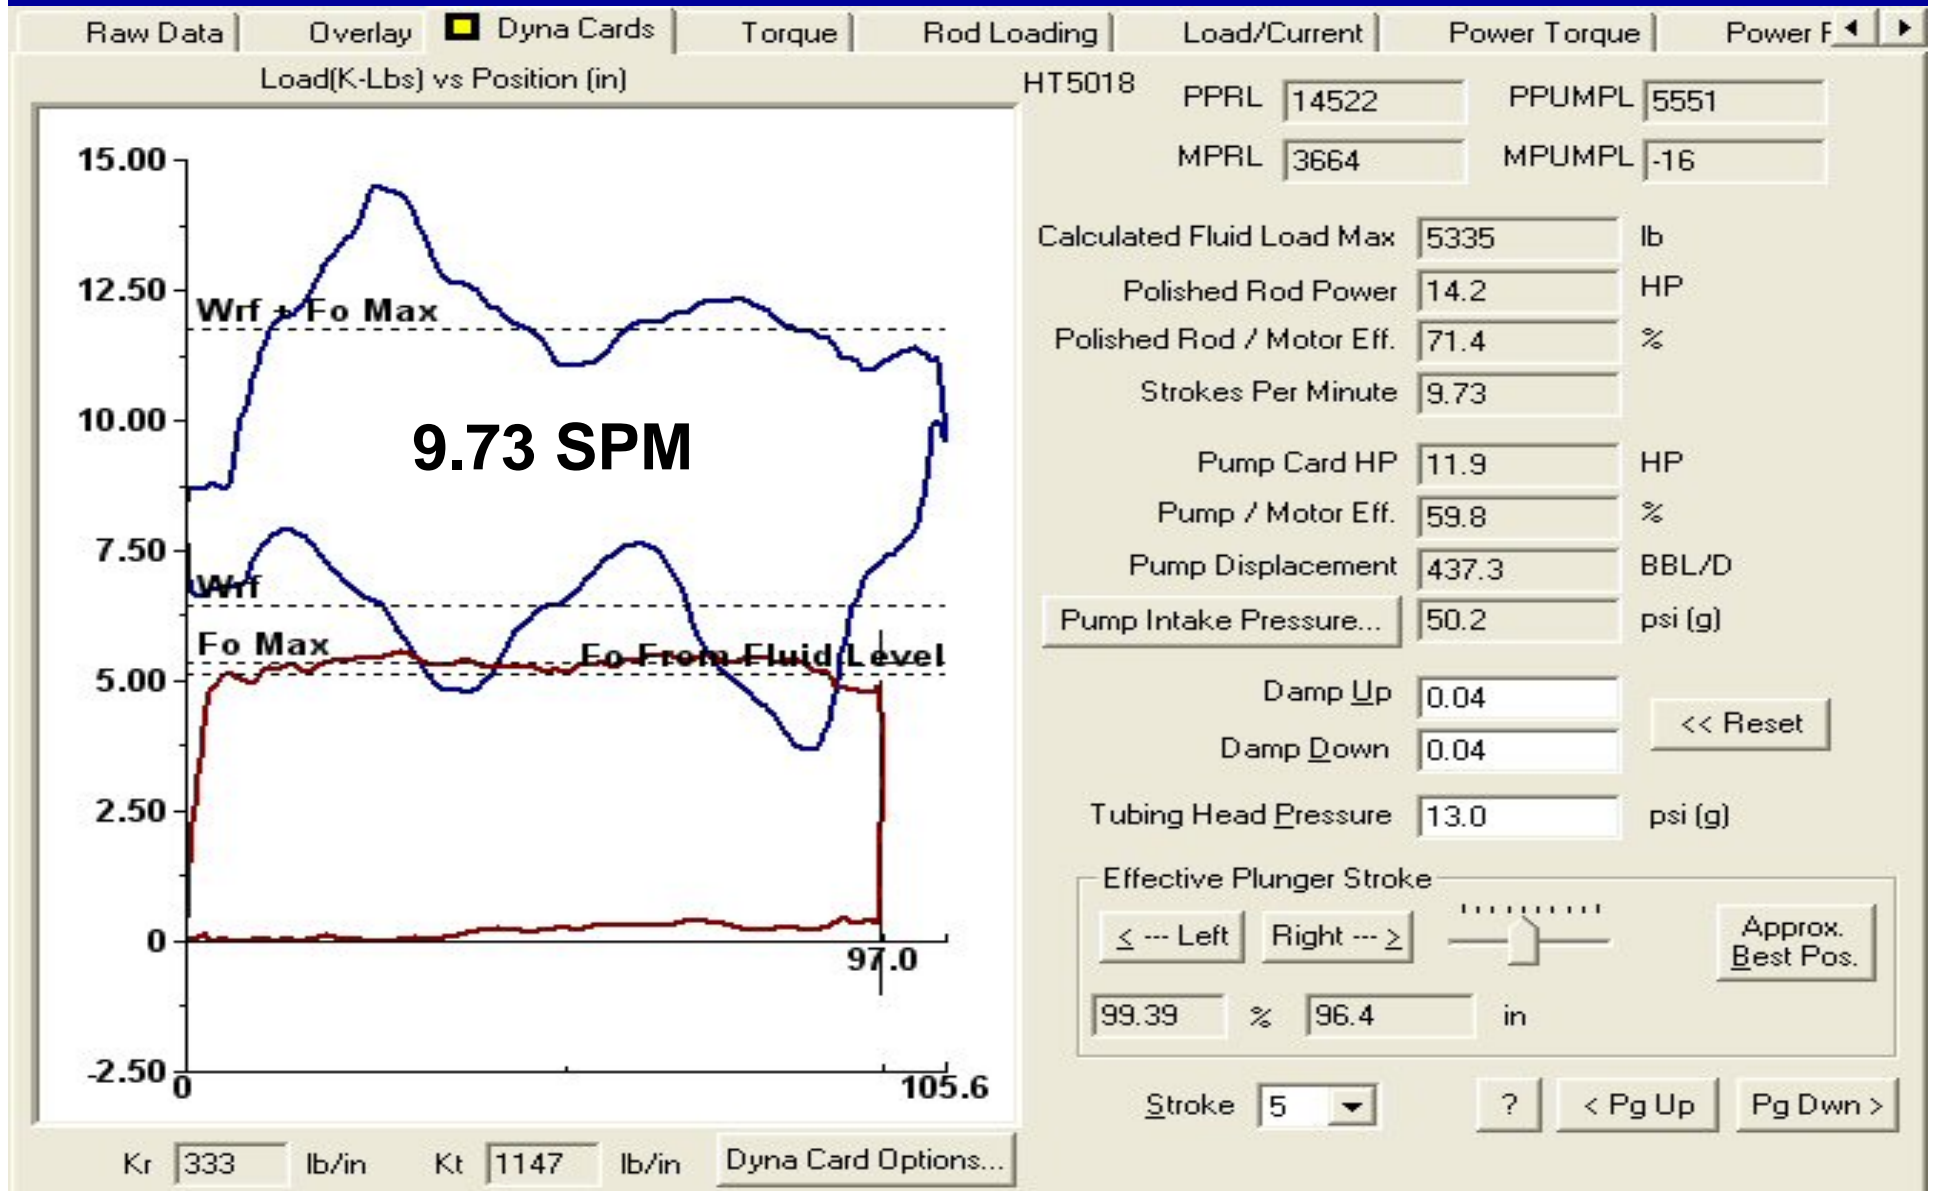 Raw Data Overlay Dyna Cards Torque Rod Loading Load/Current Power Torque Power F
Load(K-Lbs) vs Position (in)
HT5018
PPRL 14522 PPUMPL 5551
MPRL 3664 MPUMPL -16
15.00
12.50
10.00
7.50
5.00
2.50
0
-2.50
Wrf + Fo Max
9.73 SPM
Wrf
Fo Max
Fo From Fluid Level
97.0
0 105.6
Calculated Fluid Load Max 5335 lb
Polished Rod Power 14.2 HP
Polished Rod / Motor Eff. 71.4 %
Strokes Per Minute 9.73
Pump Card HP 11.9 HP
Pump / Motor Eff. 59.8 %
Pump Displacement 437.3 BBL/D
Pump Intake Pressure... 50.2 psi (g)
Damp Up 0.04
<< Reset
Damp Down 0.04
Tubing Head Pressure 13.0 psi (g)
Effective Plunger Stroke
< --- Left Right --- >
Approx.
Best Pos.
99.39 % 96.4 in
Stroke 5 ? < Pg Up Pg Dwn >
Kr 333 lb/in Kt 1147 lb/in Dyna Card Options...